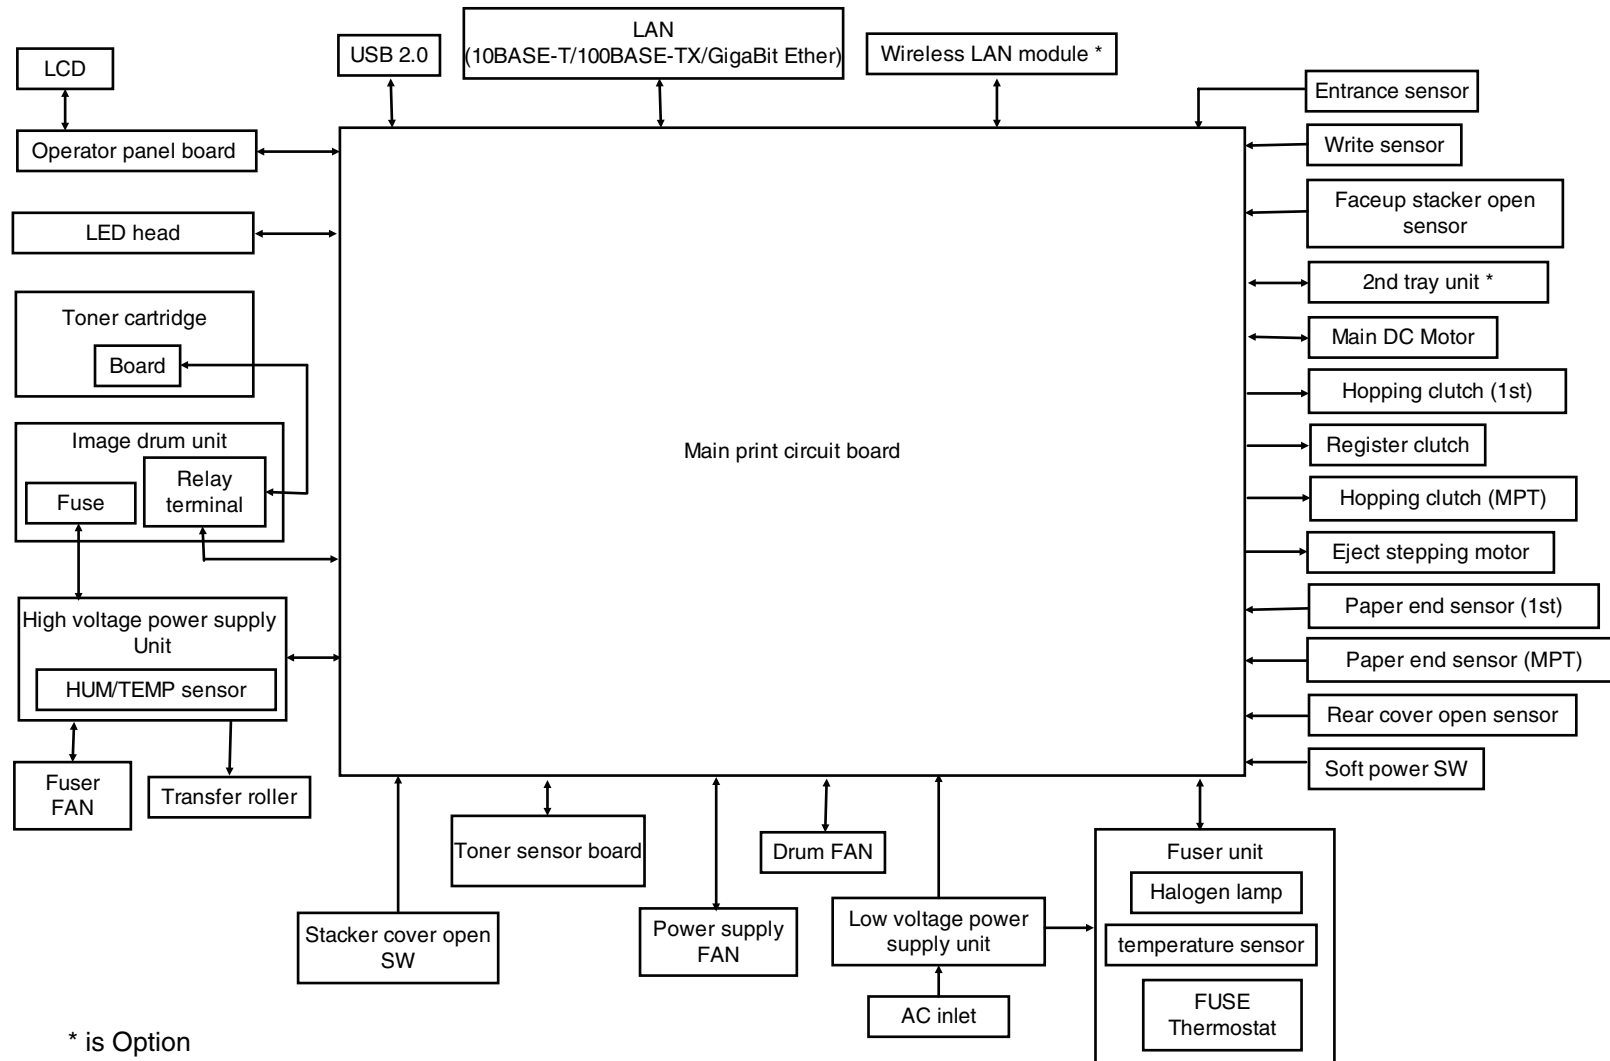 LCD
USB 2.0
LAN
(10BASE-T/100BASE-TX/GigaBit Ether)
Wireless LAN module *
Entrance sensor
Operator panel board
Write sensor
LED head
Faceup stacker open
sensor
Toner cartridge
Board
2nd tray unit *
Main DC Motor
Hopping clutch (1st)
Image drum unit
Fuse
Relay
terminal
Main print circuit board
Register clutch
Hopping clutch (MPT)
Eject stepping motor
High voltage power supply
Unit
HUM/TEMP sensor
Paper end sensor (1st)
Paper end sensor (MPT)
Rear cover open sensor
Soft power SW
Fuser
FAN
Transfer roller
Toner sensor board
Drum FAN
Stacker cover open
SW
Power supply
FAN
Low voltage power
supply unit
AC inlet
Fuser unit
Halogen lamp
temperature sensor
FUSE
Thermostat
* is Option